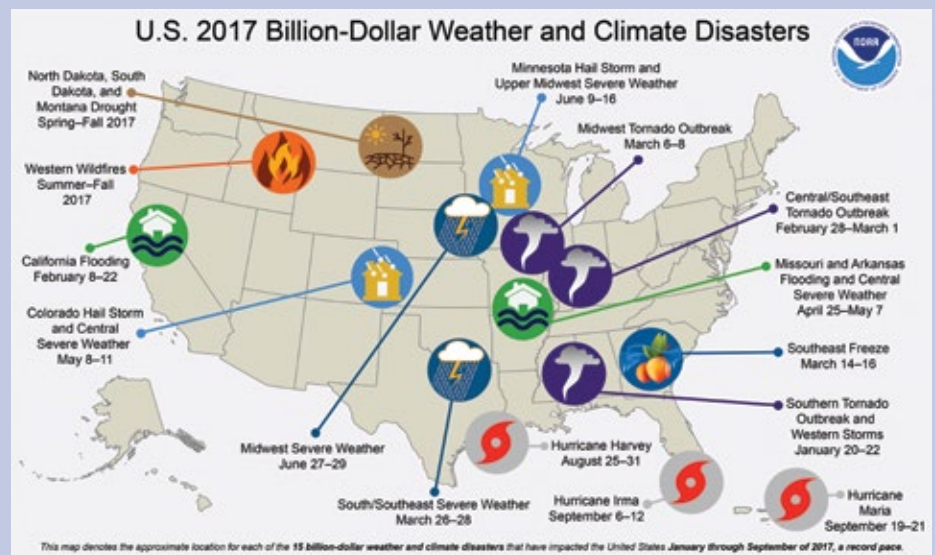 U.S. 2017 Billion-Dollar Weather and Climate Disasters
NOAA
North Dakota, South
Dakota, and
Montana Drought
Spring–Fall 2017
Minnesota Hail Storm and
Upper Midwest Severe Weather
June 9–16
Midwest Tornado Outbreak
March 6–8
Western Wildfires
Summer–Fall
2017
Central/Southeast
Tornado Outbreak
February 28–March 1
California Flooding
February 8–22
Missouri and Arkansas
Flooding and Central
Severe Weather
April 25–May 7
Colorado Hail Storm
and Central
Severe Weather
May 8–11
Southeast Freeze
March 14–16
Southern Tornado
Outbreak and
Western Storms
January 20–22
Midwest Severe Weather
June 27–29
Hurricane Harvey
August 25–31
South/Southeast Severe Weather
March 26–28
Hurricane Irma
September 6–12
Hurricane
Maria
September 19–21
This map denotes the approximate location for each of the 15 billion-dollar weather and climate disasters that have impacted the United States January through September of 2017, a record pace.